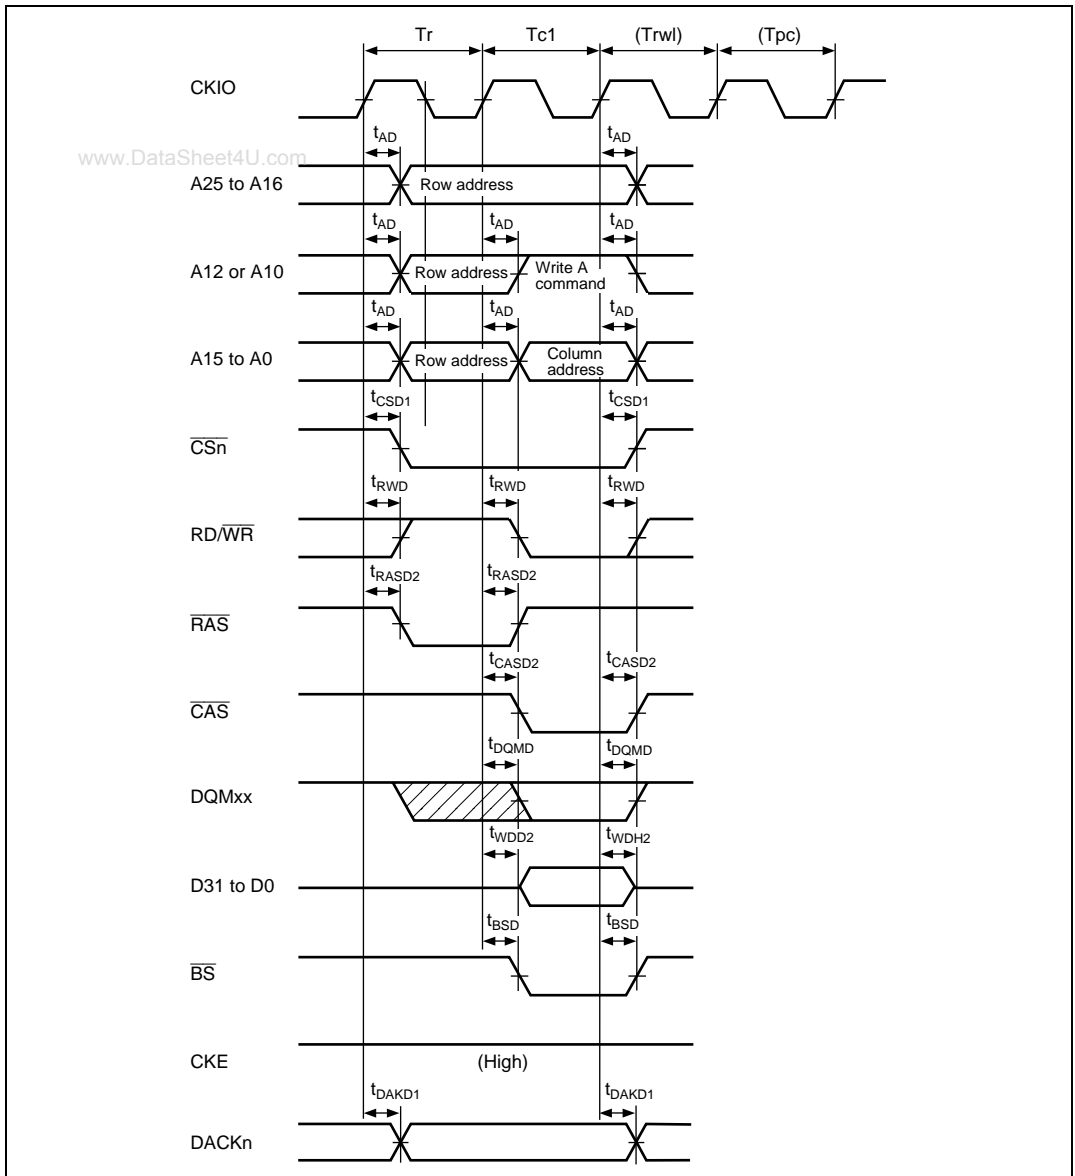 Tr Tc1 (Trwl) (Tpc)
CKIO
tAD tAD
www.DataSheet4U.com
A25 to A16 Row address
tAD tAD tAD
A12 or A10 Row address Write A
command
tAD tAD tAD
A15 to A0 Row address Column
address
tCSD1 tCSD1
CSn
tRWD tRWD tRWD
RD/WR
tRASD2 tRASD2
RAS
tCASD2 tCASD2
CAS
tDQMD tDQMD
DQMxx
tWDD2 tWDH2
D31 to D0
tBSD tBSD
BS
CKE (High)
tDAKD1 tDAKD1
DACKn